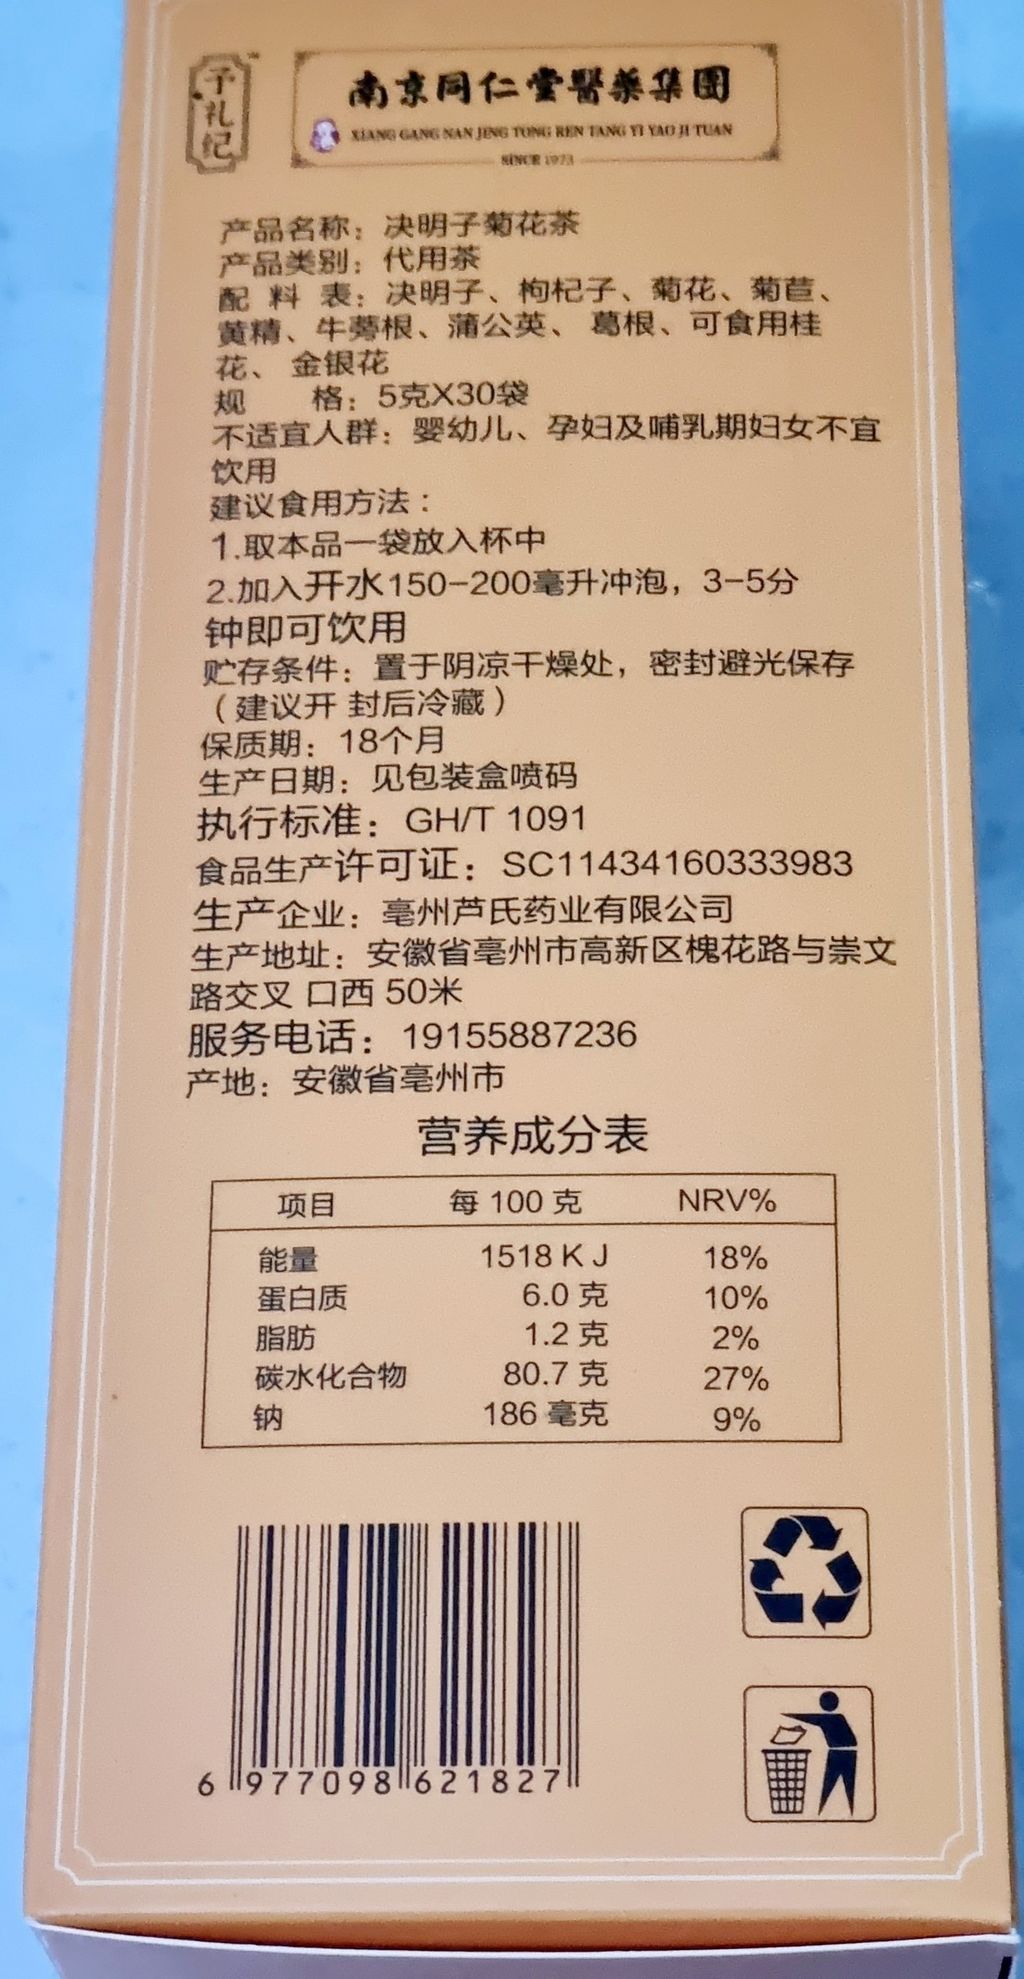 予礼纪
南京同仁堂醫藥集團
XIANG GANG NAN JING TONG REN TANG YI YAO JI TUAN
SINCE 1973
产品名称：决明子菊花茶
产品类别：代用茶
配 料 表：决明子、枸杞子、菊花、菊苣、
黄精、牛蒡根、蒲公英、 葛根、可食用桂
花、 金银花
规 格：5克X30袋
不适宜人群：婴幼儿、孕妇及哺乳期妇女不宜
饮用
建议食用方法：
1.取本品一袋放入杯中
2.加入开水150-200毫升冲泡，3-5分
钟即可饮用
贮存条件：置于阴凉干燥处，密封避光保存
（建议开 封后冷藏）
保质期：18个月
生产日期：见包装盒喷码
执行标准：GH/T 1091
食品生产许可证：SC11434160333983
生产企业：亳州芦氏药业有限公司
生产地址：安徽省亳州市高新区槐花路与崇文
路交叉 口西 50米
服务电话：19155887236
产地：安徽省亳州市
营养成分表
项目 每 100 克 NRV%
能量 1518 K J 18%
蛋白质 6.0 克 10%
脂肪 1.2 克 2%
碳水化合物 80.7 克 27%
钠 186 毫克 9%
6 977098 621827